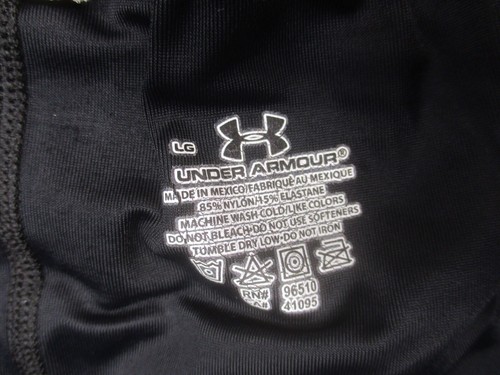 LG
UNDER ARMOUR®
MADE IN MEXICO/FABRIQUÉ AU MEXIQUE
85% NYLON/15% ELASTANE
MACHINE WASH COLD/LIKE COLORS
DO NOT BLEACH•DO NOT USE SOFTENERS
TUMBLE DRY LOW•DO NOT IRON
RN# 96510
41095